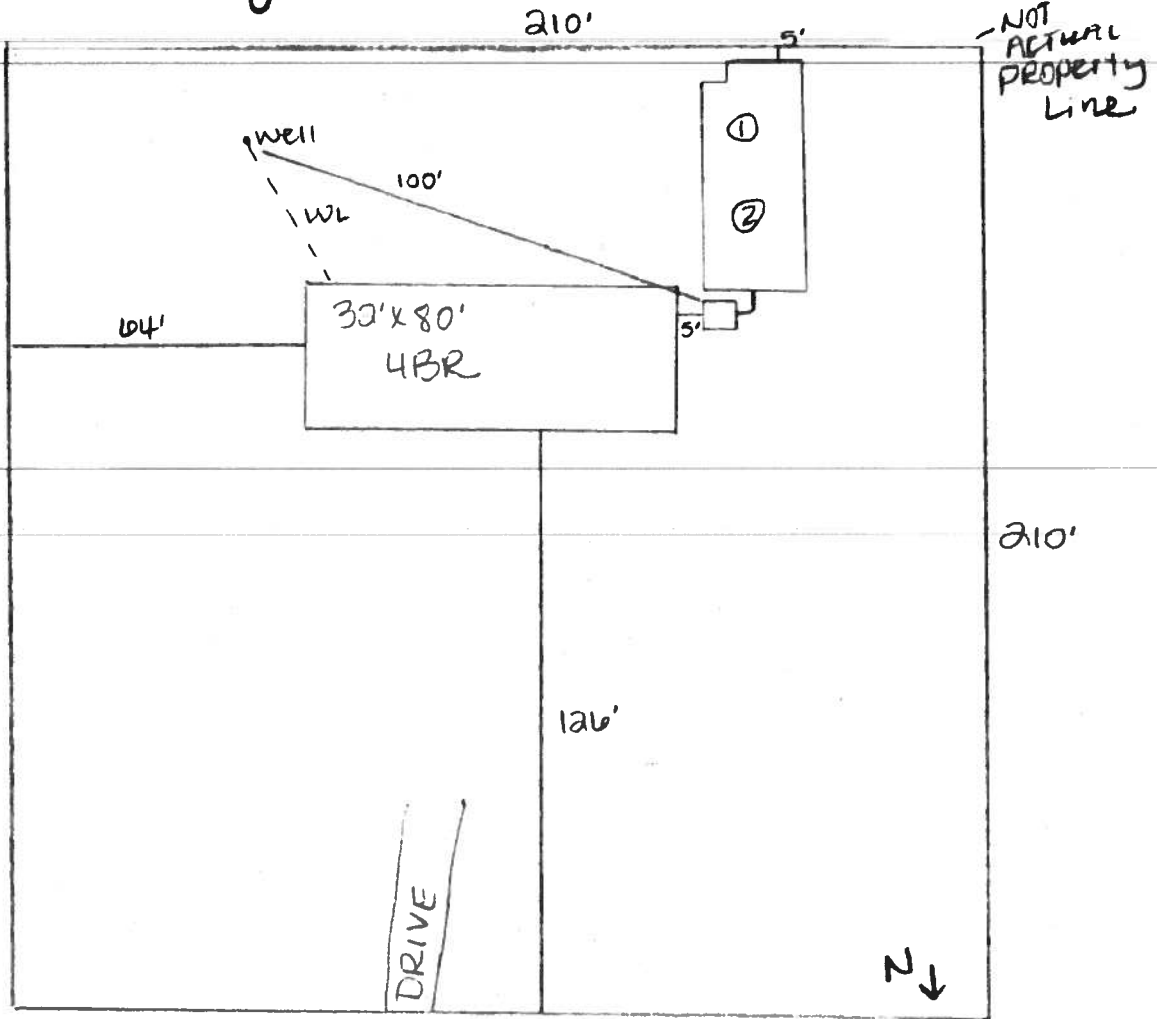 210'
5'
NOT
ACTUAL
PROPerty
Line
①
②
well
100'
WL
32'x80'
4BR
64'
5'
210'
126'
DRIVE
N